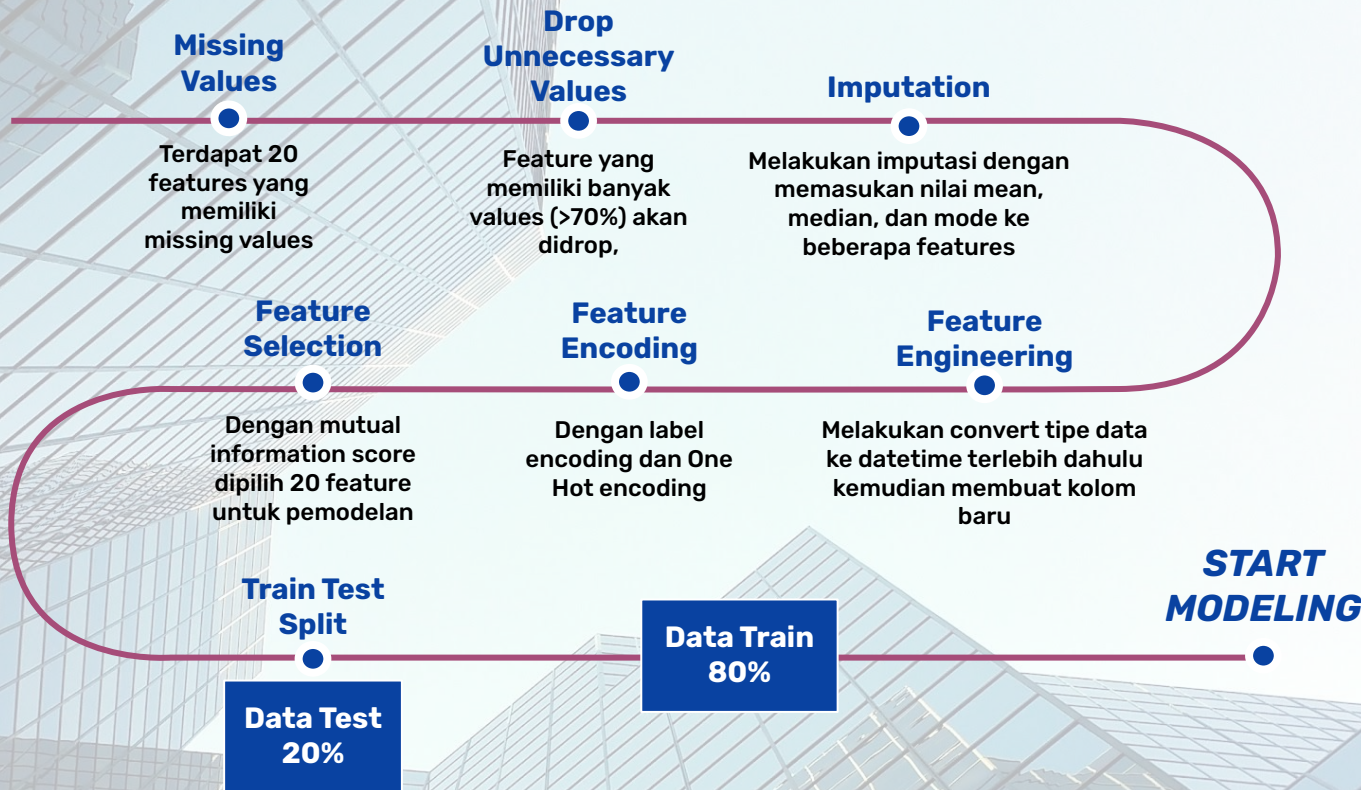 Missing
Values
Terdapat 20
features yang
memiliki
missing values
Drop
Unnecessary
Values
Feature yang
memiliki banyak
values (>70%) akan
didrop,
Imputation
Melakukan imputasi dengan
memasukan nilai mean,
median, dan mode ke
beberapa features
Feature
Engineering
Melakukan convert tipe data
ke datetime terlebih dahulu
kemudian membuat kolom
baru
Feature
Encoding
Dengan label
encoding dan One
Hot encoding
Feature
Selection
Dengan mutual
information score
dipilih 20 feature
untuk pemodelan
Train Test
Split
Data Test
20%
Data Train
80%
START
MODELING